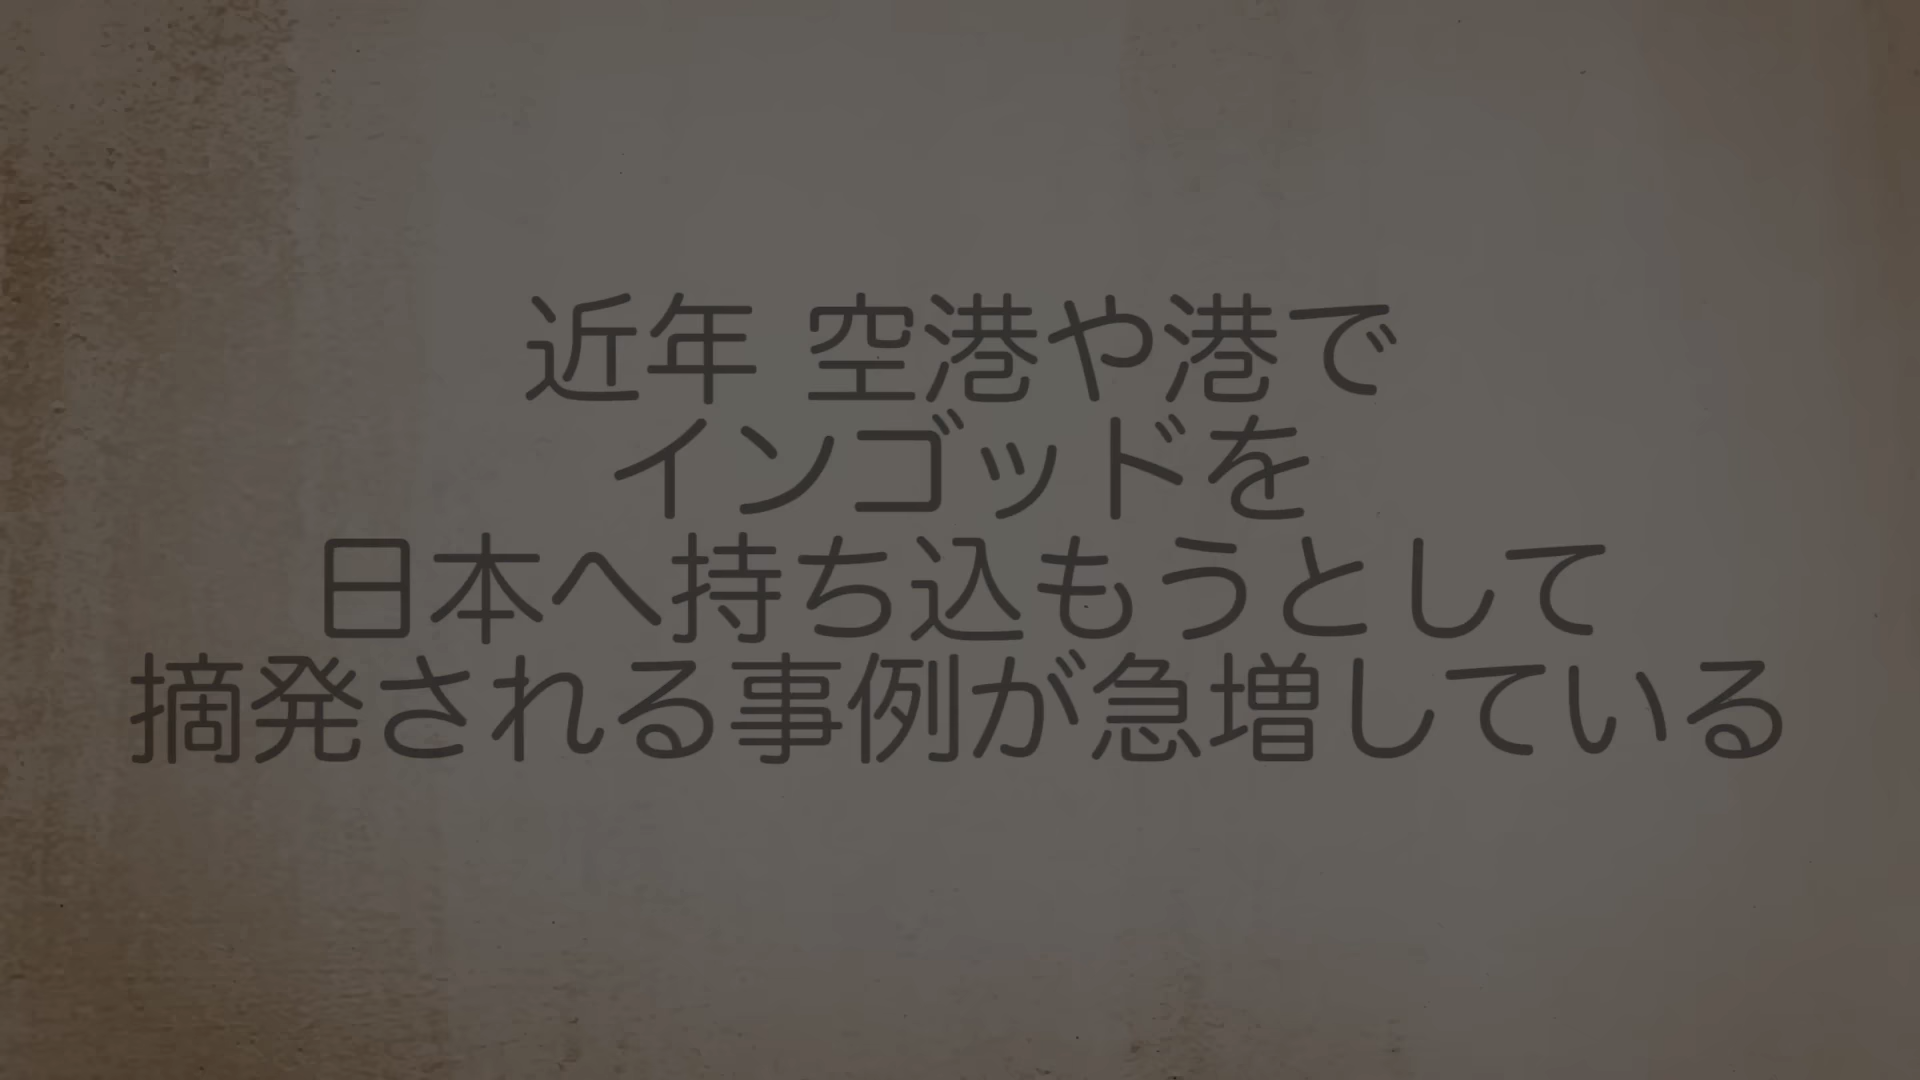 近年 空港や港で
インゴッドを
日本へ持ち込もうとして
摘発される事例が急増している